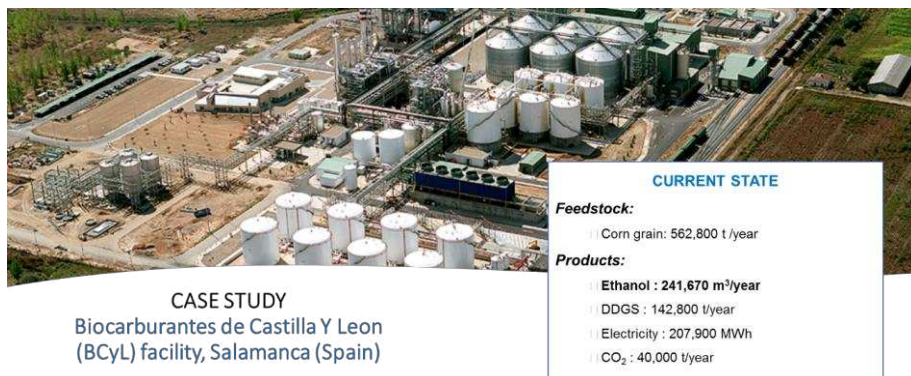 CASE STUDY
Biocarburantes de Castilla Y Leon
(BCyL) facility, Salamanca (Spain)
CURRENT STATE
Feedstock:
Corn grain: 562,800 t /year
Products:
Ethanol : 241,670 m³/year
DDGS : 142,800 t/year
Electricity : 207,900 MWh
CO₂ : 40,000 t/year